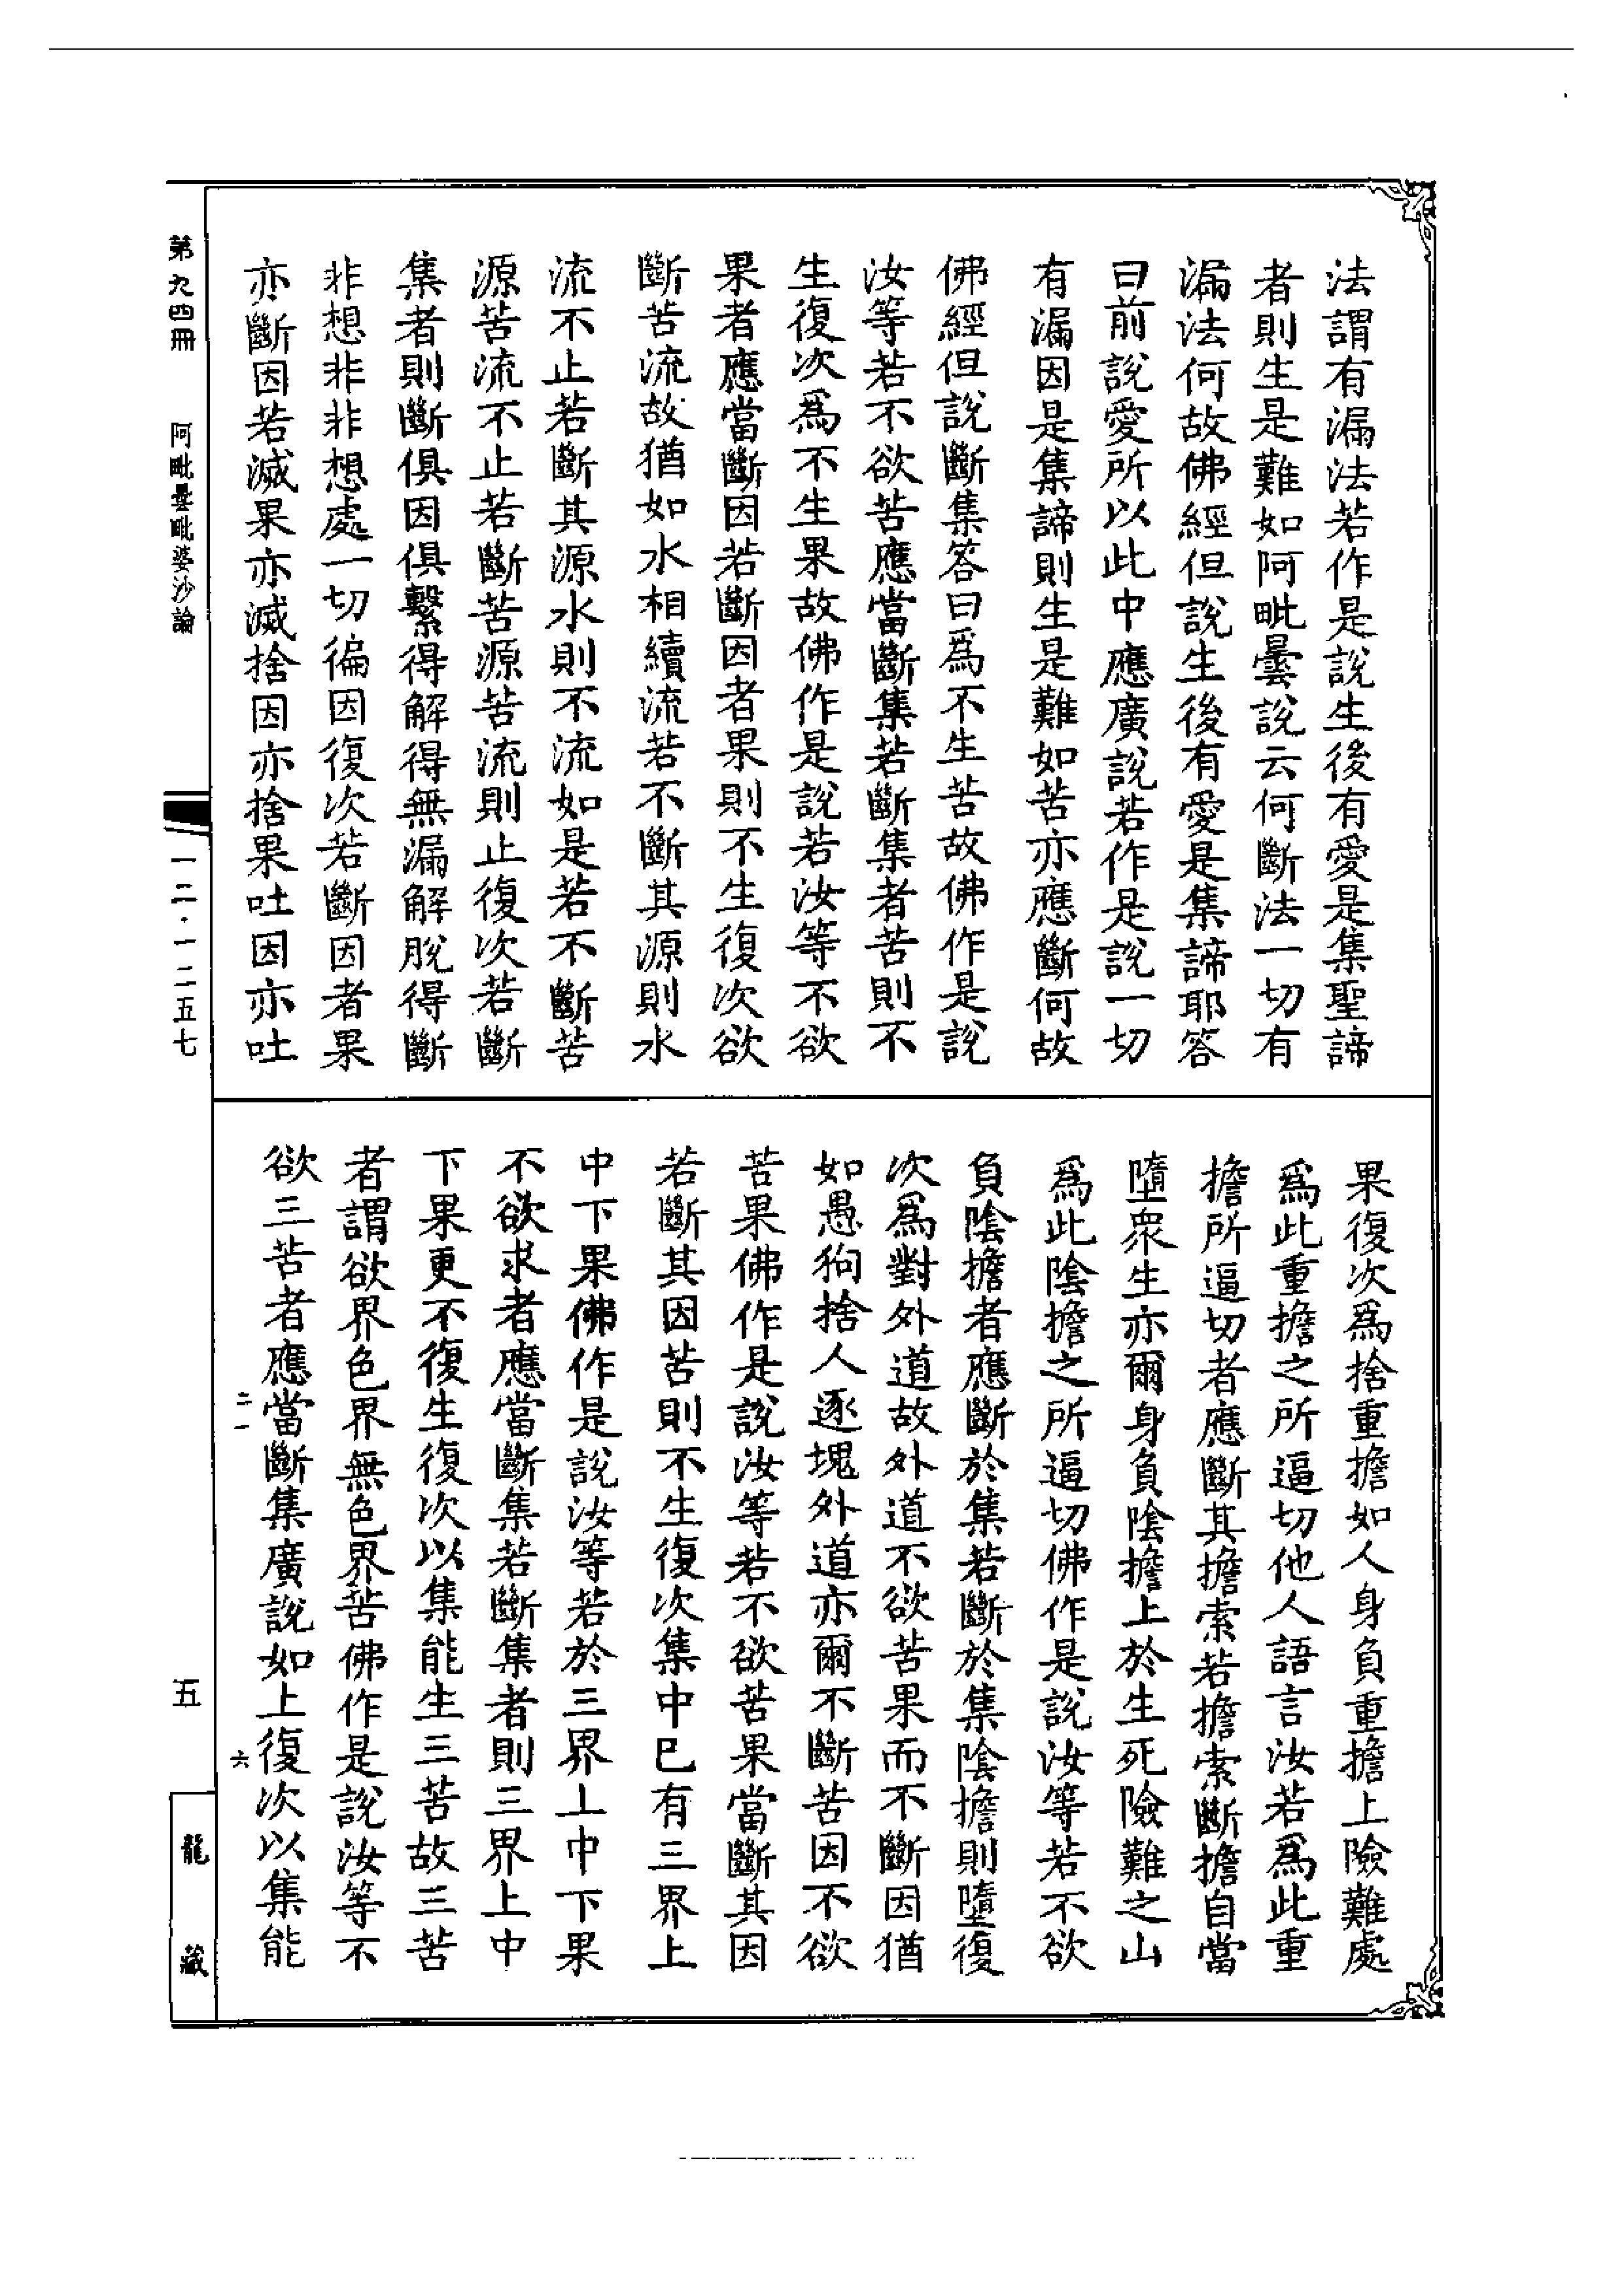 法謂有漏法若作是說生後有愛是集聖諦
者則生是難如阿毗曇說云何斷法一切有
漏法何故佛經但說生後有愛是集諦耶答
曰前說愛所以此中應廣說若作是說一切
有漏因是集諦則生是難如苦亦應斷何故
佛經但說斷集答曰爲不生苦故佛作是說
汝等若不欲苦應當斷集若斷集者苦則不
生復次爲不生果故佛作是說若汝等不欲
果者應當斷因若斷因者果則不生復次欲
斷苦流故猶如水相續流若不斷其源則水
流不止若斷其源水則不流如是若不斷苦
源苦流不止若斷苦源苦流則止復次若斷
集者則斷俱因俱繫得解得無漏解脫得斷
非想非非想處一切徧因復次若斷因者果
亦斷因若滅果亦滅捨因亦捨果吐因亦吐
果復次爲捨重擔如人身負重擔上險難處
爲此重擔之所逼切他人語言汝若爲此重
擔所逼切者應斷其擔索若擔索斷擔自當
墮衆生亦爾身負陰擔上於生死險難之山
爲此陰擔之所逼切佛作是說汝等若不欲
負陰擔者應斷於集若斷於集陰擔則墮復
次爲對外道故外道不欲苦果而不斷因猶
如愚狗捨人逐塊外道亦爾不斷苦因不欲
苦果佛作是說汝等若不欲苦果當斷其因
若斷其因苦則不生復次集中已有三界上
中下果佛作是說汝等若於三界上中下果
不欲求者應當斷集若斷集者則三界上中
下果更不復生復次以集能生三苦故三苦
者謂欲界色界無色界苦佛作是說汝等不
欲三苦者應當斷集廣說如上復次以集能
二一
六
第九四冊
阿毗曇毗婆沙論
一二·一二五七
五
龍藏